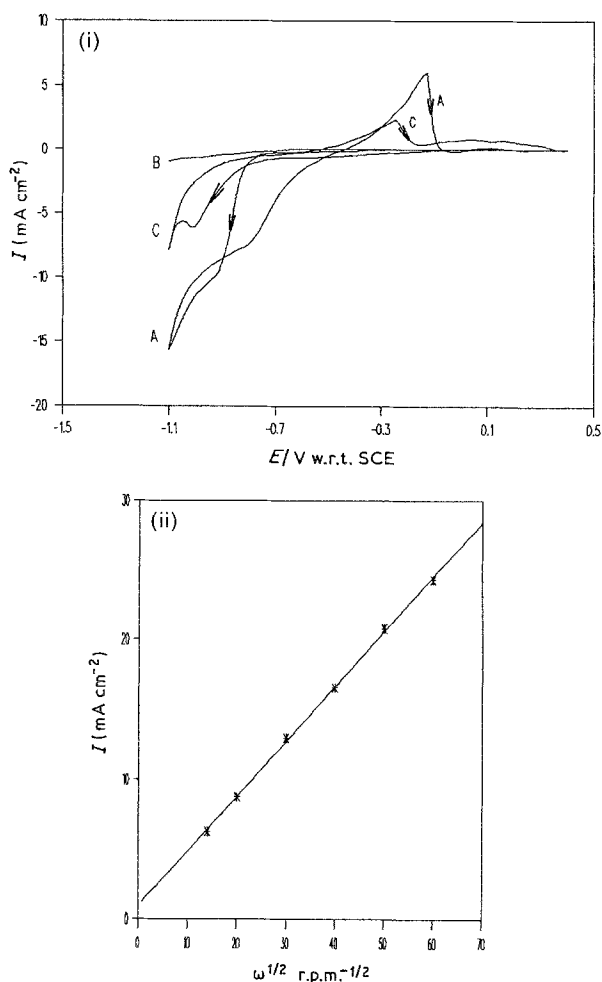 (i)
10
5
0
-5
-10
-15
-20
I (mA cm⁻²)
A
C
B
C
A
-1.5
-1.1
-0.7
-0.3
0.1
0.5
E/ V w.r.t. SCE
(ii)
30
20
10
0
I (mA cm⁻²)
0
10
20
30
40
50
60
70
ω^1/2 r.p.m.^-1/2